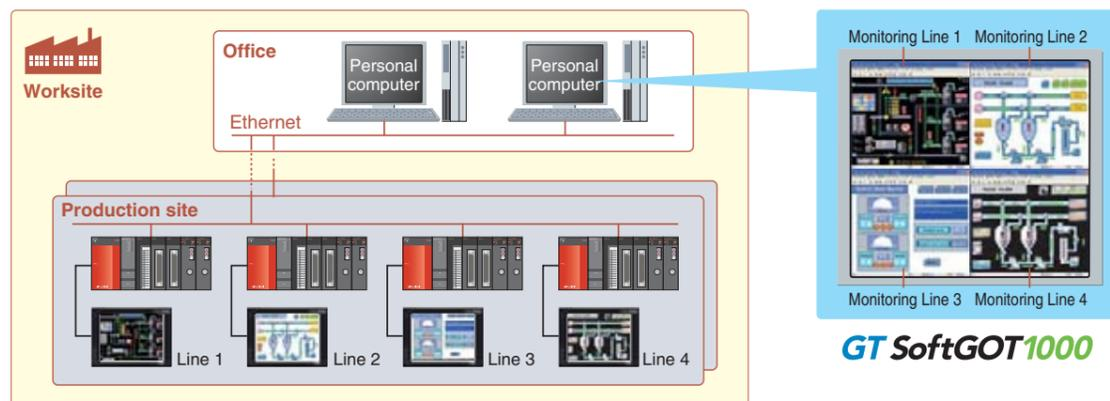 Worksite
Office
Personal
computer
Personal
computer
Ethernet
Production site
Line 1
Line 2
Line 3
Line 4
Monitoring Line 1
Monitoring Line 2
Monitoring Line 3
Monitoring Line 4
GT SoftGOT1000